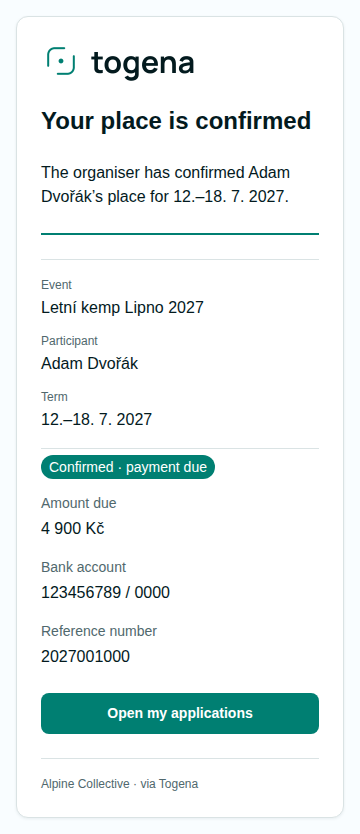 togena
Your place is confirmed
The organiser has confirmed Adam
Dvořák’s place for 12.–18. 7. 2027.
Event
Letní kemp Lipno 2027
Participant
Adam Dvořák
Term
12.–18. 7. 2027
Confirmed · payment due
Amount due
4 900 Kč
Bank account
123456789 / 0000
Reference number
2027001000
Open my applications
Alpine Collective · via Togena